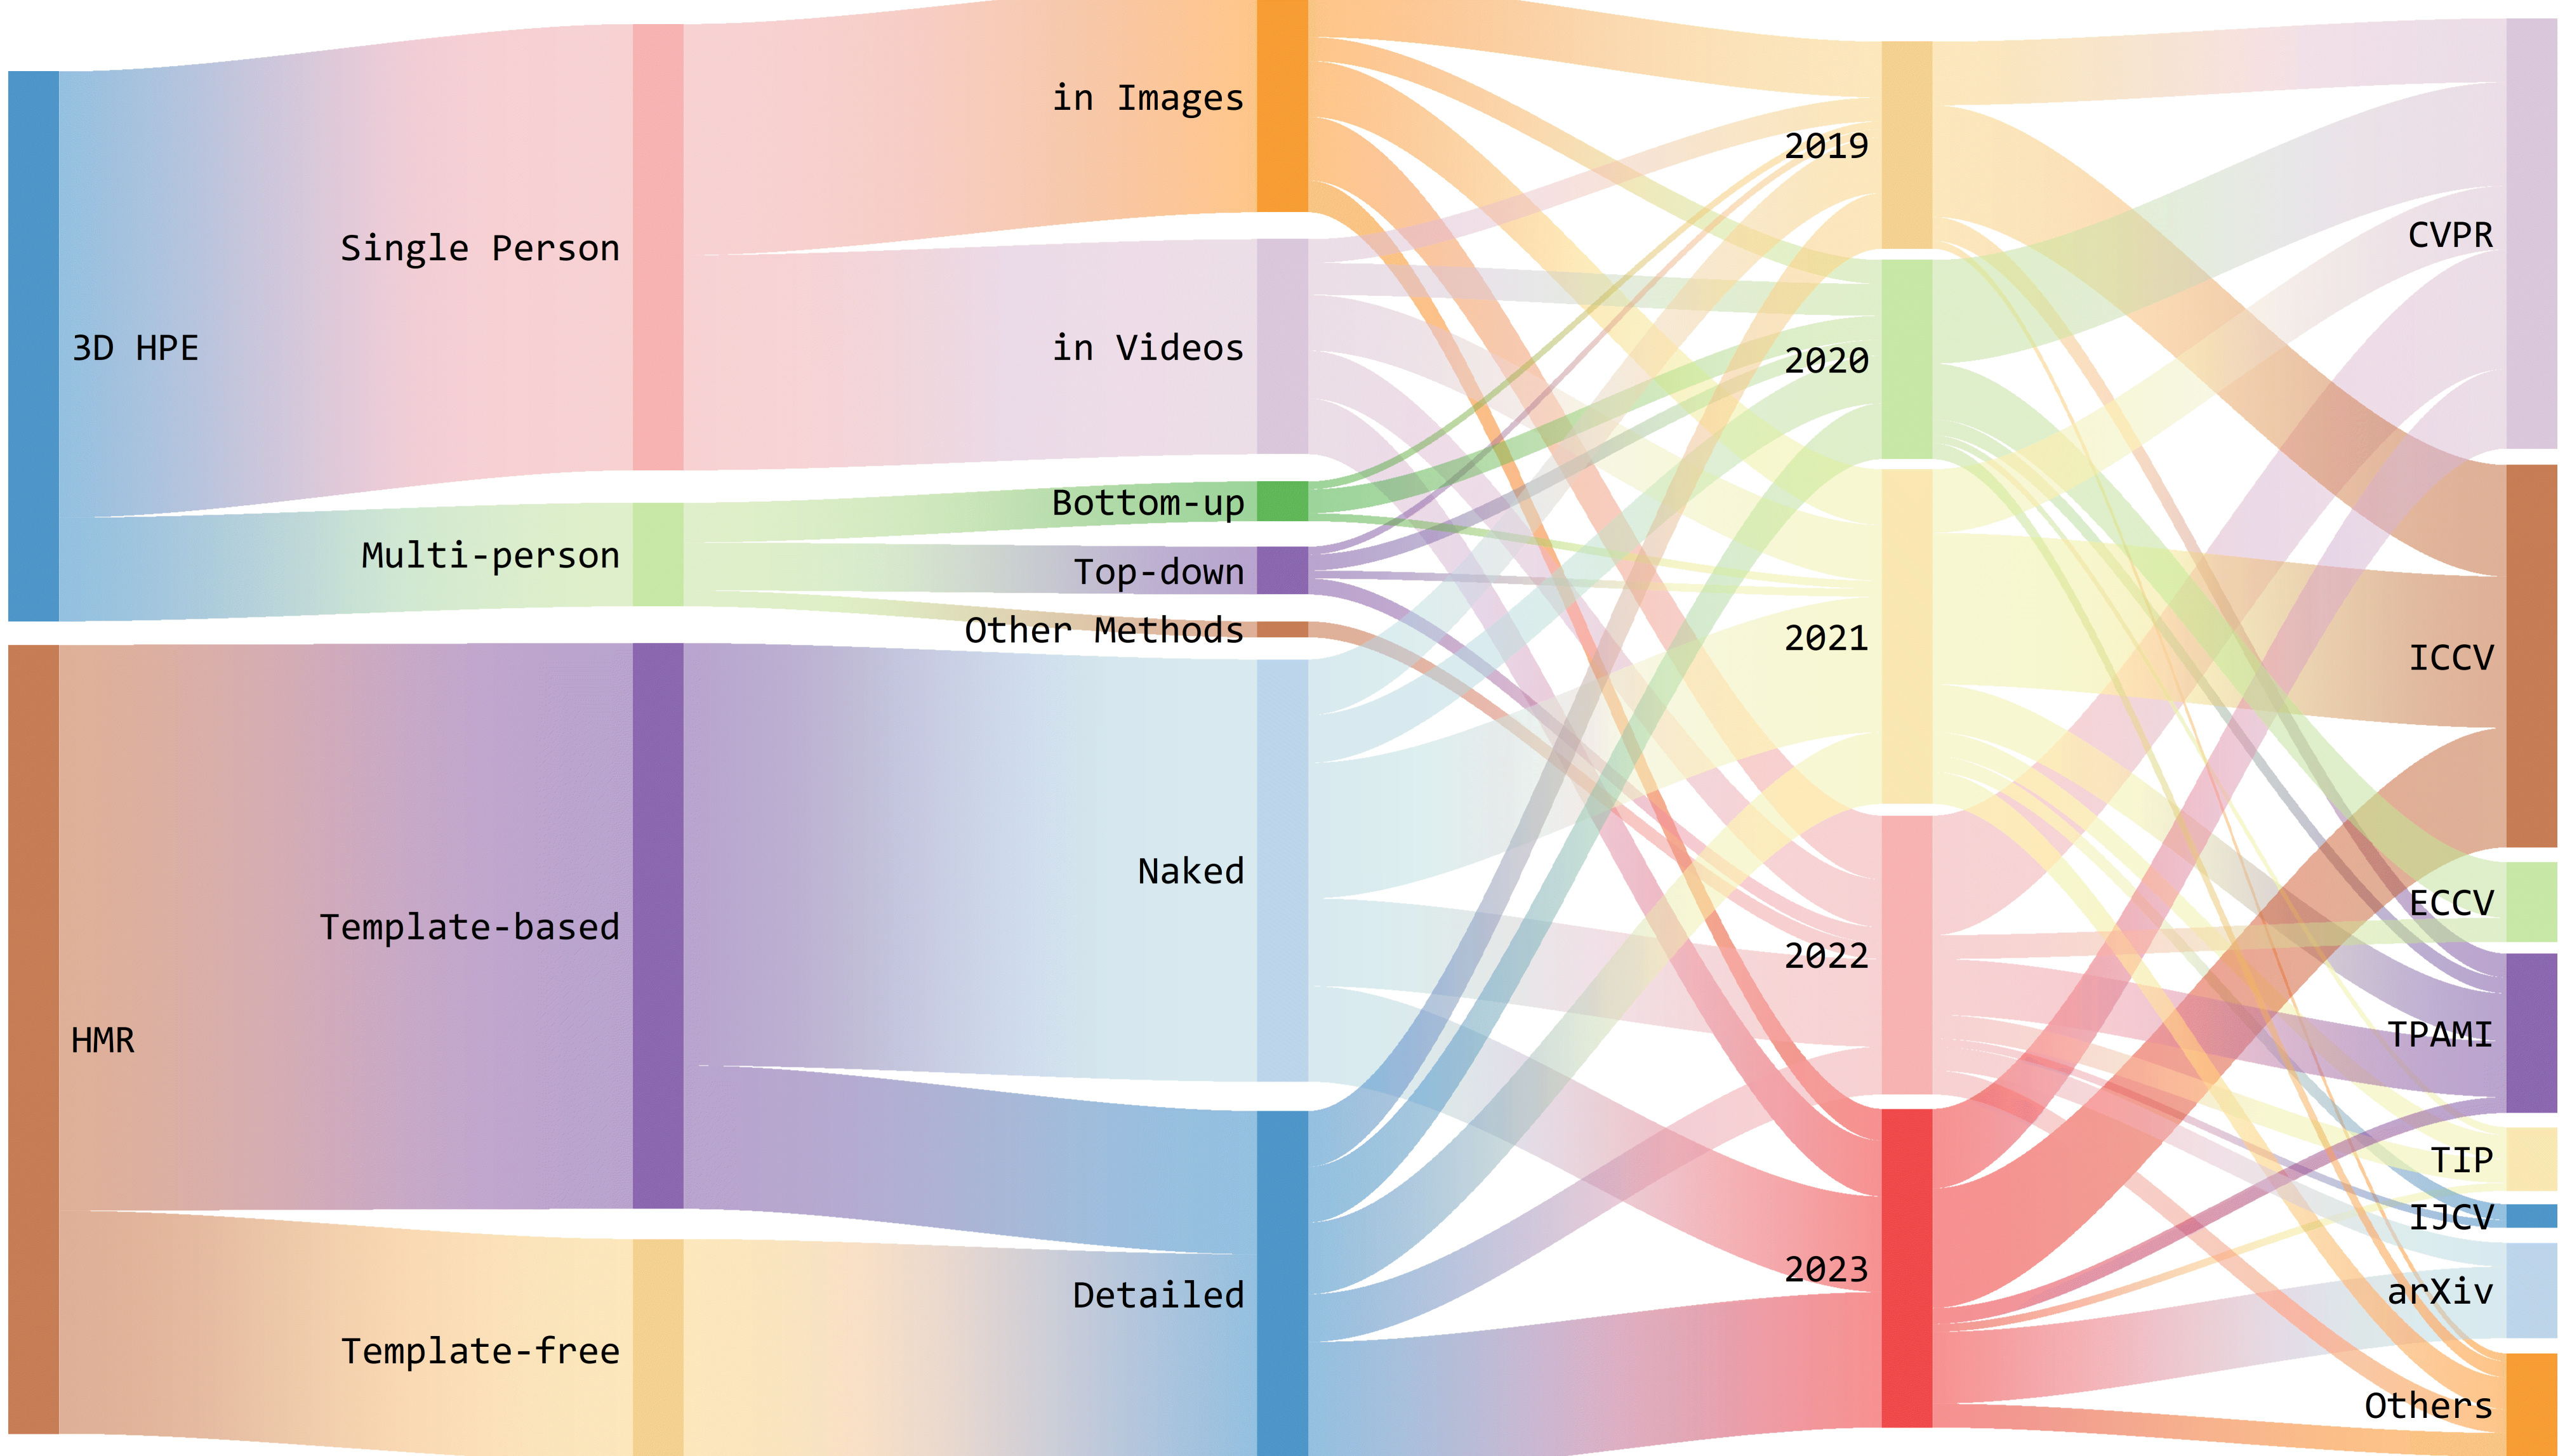 3D HPE
HMR
Single Person
Multi-person
Template-based
Template-free
in Images
in Videos
Bottom-up
Top-down
Other Methods
Naked
Detailed
2019
2020
2021
2022
2023
CVPR
ICCV
ECCV
TPAMI
TIP
IJCV
arXiv
Others